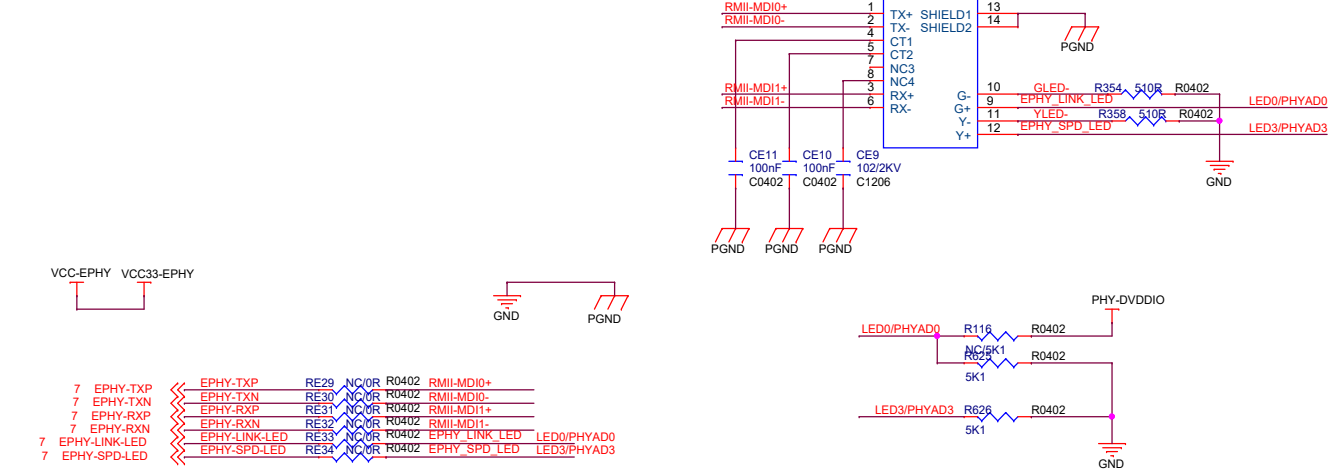 RMII-MDI0+ 1 TX+ SHIELD1 13
RMII-MDI0- 2 TX- SHIELD2 14
4 CT1
5 CT2
7 NC3
8 NC4
RMII-MDI1+ 3 RX+
RMII-MDI1- 6 RX-
PGND
G- 10 GLED- R354 510R R0402
G+ 9 EPHY_LINK_LED LED0/PHYAD0
Y- 11 YLED- R358 510R R0402
Y+ 12 EPHY_SPD_LED LED3/PHYAD3
GND
CE11 CE10 CE9
100nF 100nF 102/2KV
C0402 C0402 C1206
PGND PGND PGND
VCC-EPHY VCC33-EPHY
GND PGND
PHY-DVDDIO
LED0/PHYAD0 R116 R0402
NC/5K1
R625 R0402
5K1
LED3/PHYAD3 R626 R0402
5K1
GND
7 EPHY-TXP EPHY-TXP RE29 NC/0R R0402 RMII-MDI0+
7 EPHY-TXN EPHY-TXN RE30 NC/0R R0402 RMII-MDI0-
7 EPHY-RXP EPHY-RXP RE31 NC/0R R0402 RMII-MDI1+
7 EPHY-RXN EPHY-RXN RE32 NC/0R R0402 RMII-MDI1-
7 EPHY-LINK-LED EPHY-LINK-LED RE33 NC/0R R0402 EPHY_LINK_LED LED0/PHYAD0
7 EPHY-SPD-LED EPHY-SPD-LED RE34 NC/0R R0402 EPHY_SPD_LED LED3/PHYAD3